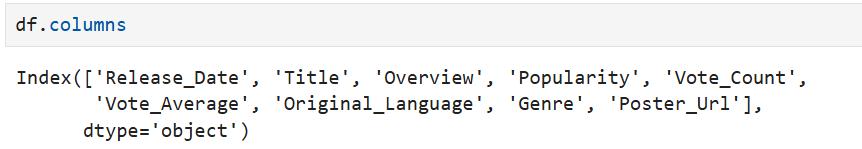 df.columns
Index(['Release_Date', 'Title', 'Overview', 'Popularity', 'Vote_Count',
'Vote_Average', 'Original_Language', 'Genre', 'Poster_Url'],
dtype='object')